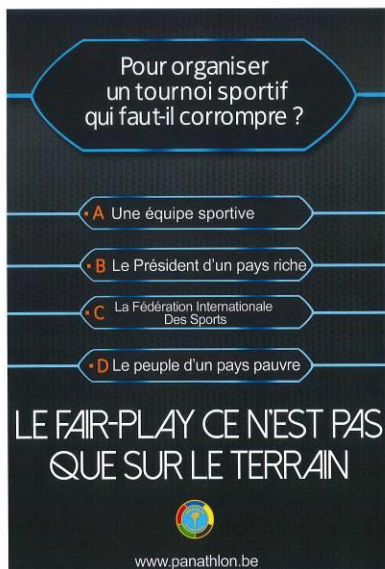 Pour organiser
un tournoi sportif
qui faut-il corrompre ?
A Une équipe sportive
B Le Président d'un pays riche
C La Fédération Internationale
Des Sports
D Le peuple d'un pays pauvre
LE FAIR-PLAY CE N'EST PAS
QUE SUR LE TERRAIN
www.panathlon.be